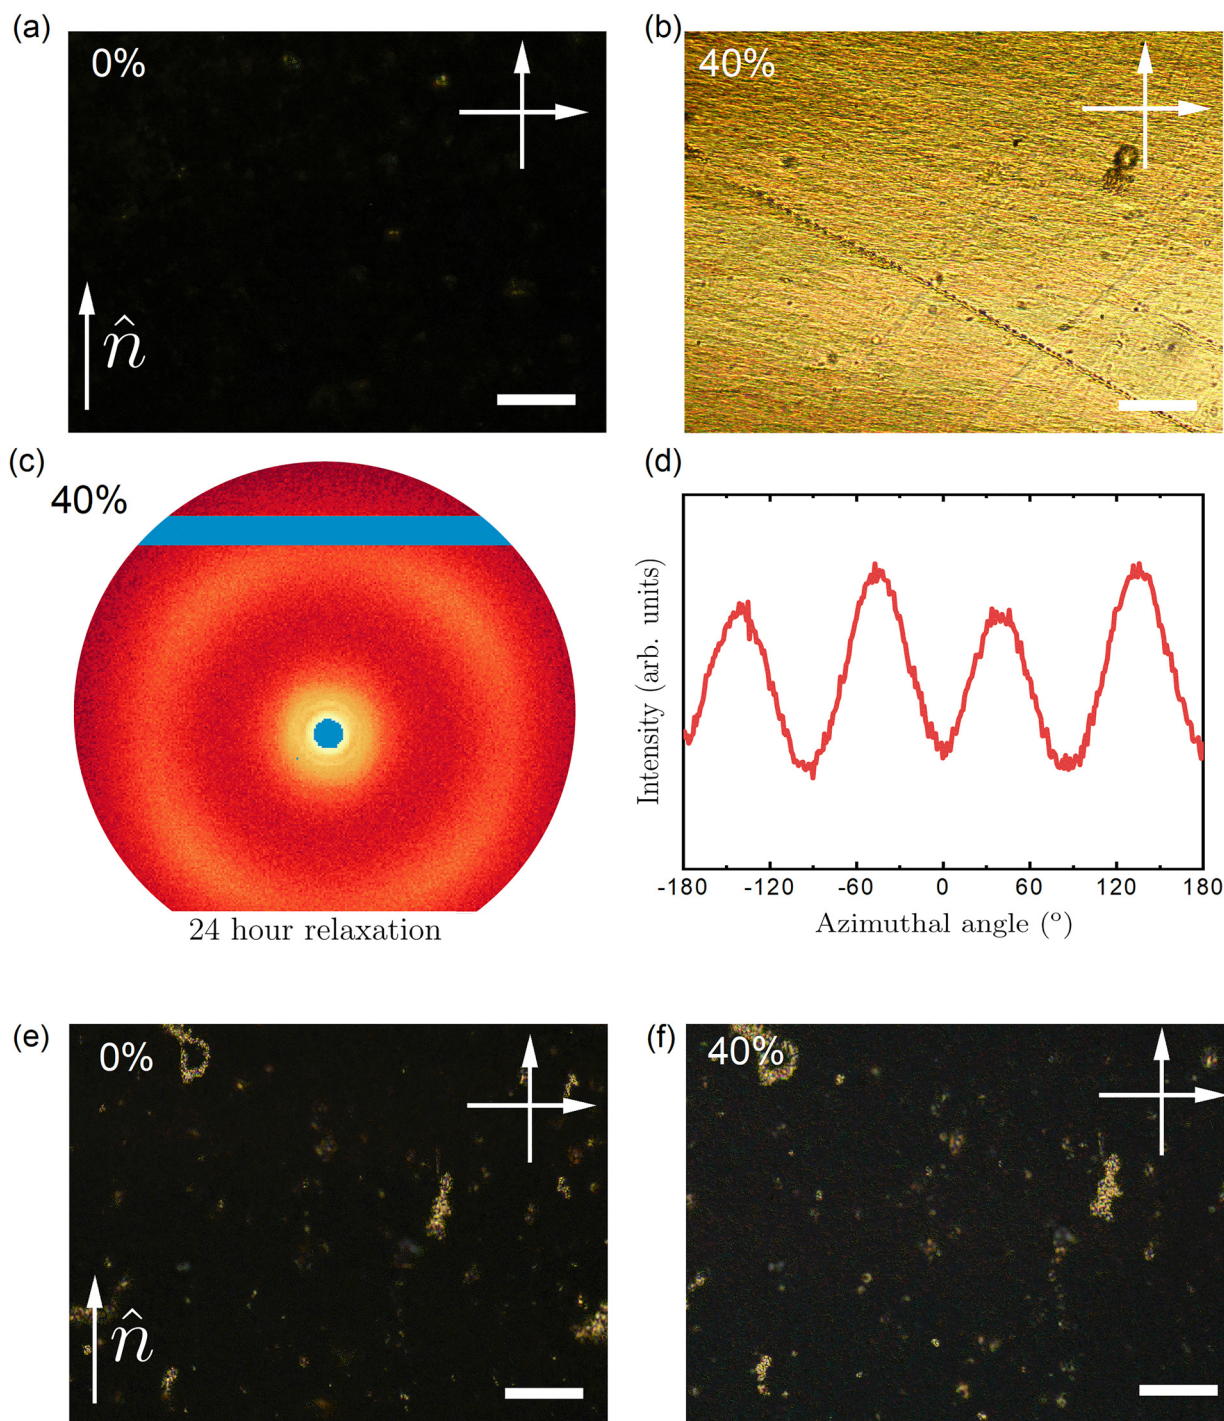 (a)
0%
n̂
(b)
40%
(c)
40%
24 hour relaxation
(d)
Intensity (arb. units)
-180 -120 -60 0 60 120 180
Azimuthal angle (°)
(e)
0%
n̂
(f)
40%